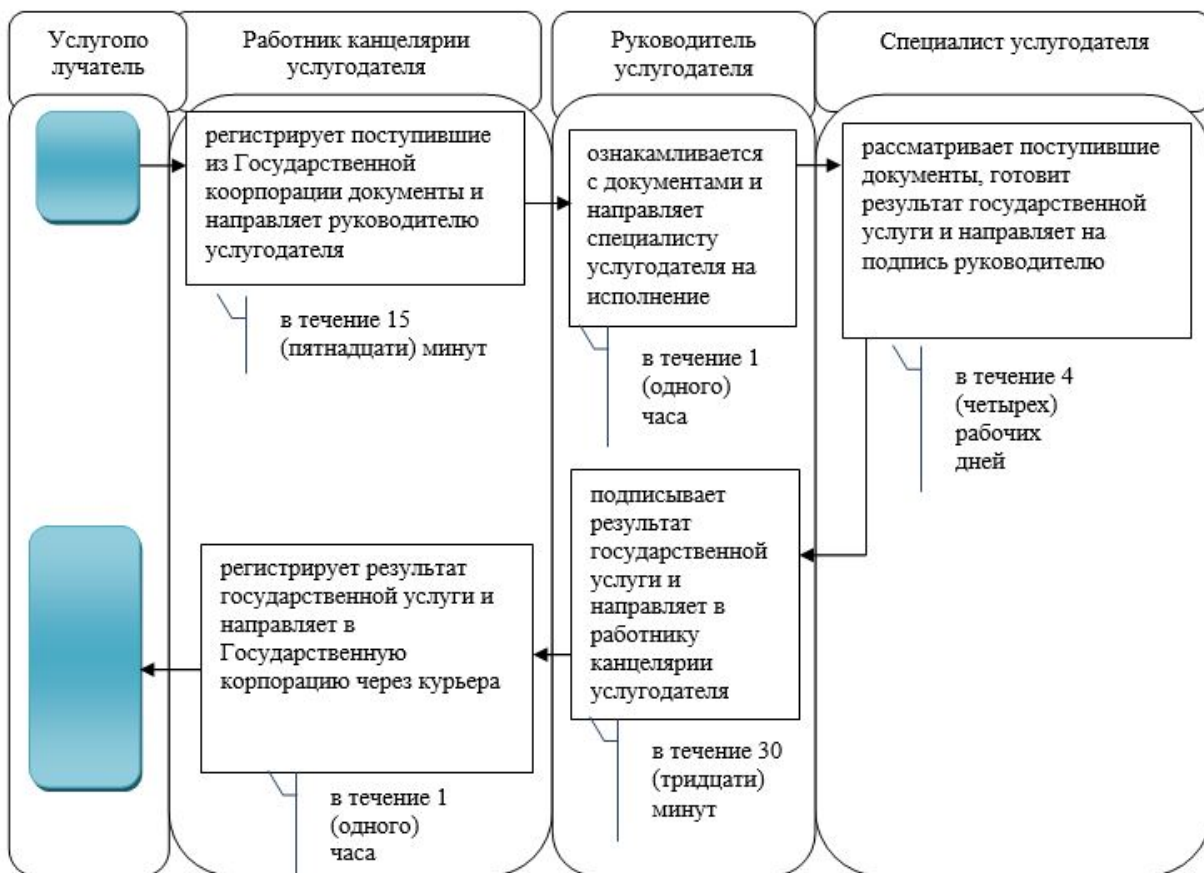 Услугопо
лучатель
Работник канцелярии
услугодателя
Руководитель
услугодателя
Специалист услугодателя
регистрирует поступившие
из Государственной
коорпорации документы и
направляет руководителю
услугодателя
в течение 15
(пятнадцати) минут
ознакамливается
с документами и
направляет
специалисту
услугодателя на
исполнение
в течение 1
(одного)
часа
рассматривает поступившие
документы, готовит
результат государственной
услуги и направляет на
подпись руководителю
в течение 4
(четырех)
рабочих
дней
подписывает
результат
государственной
услуги и
направляет в
работнику
канцелярии
услугодателя
в течение 30
(тридцати)
минут
регистрирует результат
государственной услуги и
направляет в
Государственную
корпорацию через курьера
в течение 1
(одного)
часа